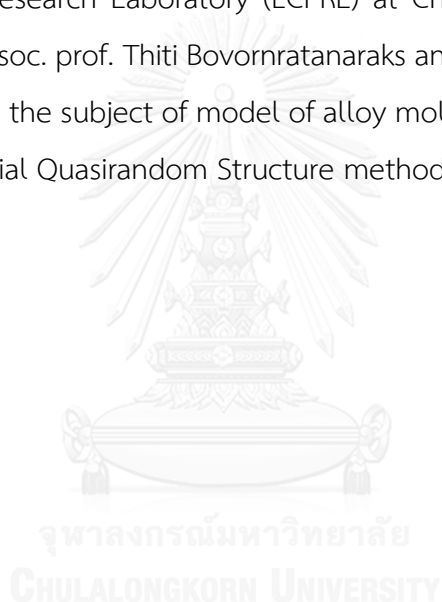 esearch Laboratory (ECPRL) at Ch
soc. prof. Thiti Bovornratanaraks an
the subject of model of alloy mol
ial Quasirandom Structure method
จุฬาลงกรณ์มหาวิทยาลัย
CHULALONGKORN UNIVERSITY